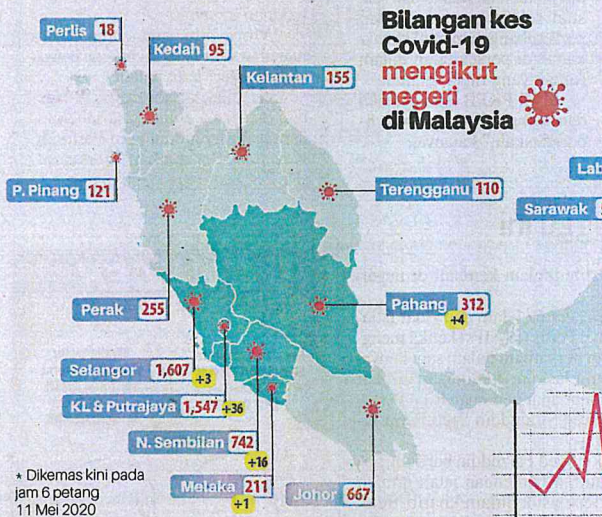 Bilangan kes
Covid-19
mengikut
negeri
di Malaysia
Perlis 18
Kedah 95
Kelantan 155
P. Pinang 121
Terengganu 110
Lab
Sarawak
Perak 255
Pahang 312
+4
Selangor 1,607 +3
KL & Putrajaya 1,547 +36
N. Sembilan 742
+16
Melaka 211
+1
Johor 667
* Dikemas kini pada
jam 6 petang
11 Mei 2020